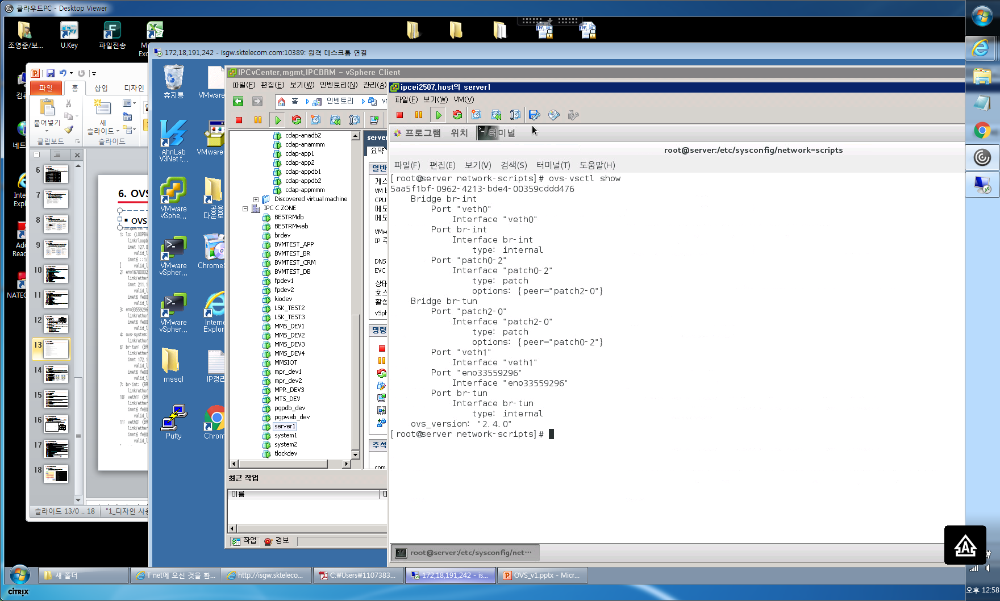 클라우드PC - Desktop Viewer
조영준/보...
U.Key
파일전송
172,18,191,242 - isgw.sktelecom.com:10389: 원격 데스크톱 연결
휴지통
AhnLab
V3Net f...
VMware
vSphe...
공용
다운로
VMware
vSpher...
VMware
vSpher...
Internet
Explor
mssql
IP정리
Putty
Chrom
파일
홈
삽입
디자인
붙여넣기
새
슬라이드
클립보드
슬라이드
6
7
8
9
10
11
12
13
14
15
16
17
18
6. OVS
OVS
슬라이드 13/0 .. 18
"1_디자인 사용
IPCvCenter.mgmt.IPCBRM - vSphere Client
파일(F) 편집(E) 보기(W) 인벤토리(N) 관리(A)
홈
인벤토리
cdap-anadb2
cdap-anammm
cdap-app1
cdap-app2
cdap-appdb1
cdap-appdb2
cdap-appmmm
Discovered virtual machine
IPC C ZONE
BESTRMdb
BESTRMweb
brdev
BVMTEST_APP
BVMTEST_BR
BVMTEST_CRM
BVMTEST_DB
fpdev1
fpdev2
kiodev
LSK_TEST2
LSK_TEST3
MMS_DEV1
MMS_DEV2
MMS_DEV3
MMS_DEV4
MMSIOT
mpr_dev1
mpr_dev2
MPR_DEV3
MTS_DEV
pgpdb_dev
pgpweb_dev
server1
system1
system2
tlockdev
최근 작업
이름
작업
경보
server
요약
일반
CPU
DNS
EVC
명령
주석
ipcei2507.host의 server1
파일(F) 보기(W) VM(V)
프로그램 위치 터미널
root@server:/etc/sysconfig/network-scripts
파일(F) 편집(E) 보기(V) 검색(S) 터미널(T) 도움말(H)
[root@server network-scripts]# ovs-vsctl show
5aa5f1bf-0962-4213-bde4-00359cddd476
Bridge br-int
Port "veth0"
Interface "veth0"
Port br-int
Interface br-int
type: internal
Port "patch0-2"
Interface "patch0-2"
type: patch
options: {peer="patch2-0"}
Bridge br-tun
Port "patch2-0"
Interface "patch2-0"
type: patch
options: {peer="patch0-2"}
Port "veth1"
Interface "veth1"
Port "eno33559296"
Interface "eno33559296"
Port br-tun
Interface br-tun
type: internal
ovs_version: "2.4.0"
[root@server network-scripts]#
root@server:/etc/sysconfig/net...
새 폴더
T net에 오신 것을 환...
http://isgw.skteleco...
C:₩Users₩1107383...
172,18,191,242 - is...
OVS_v1.pptx - Micr...
CITRIX
오후 12:58